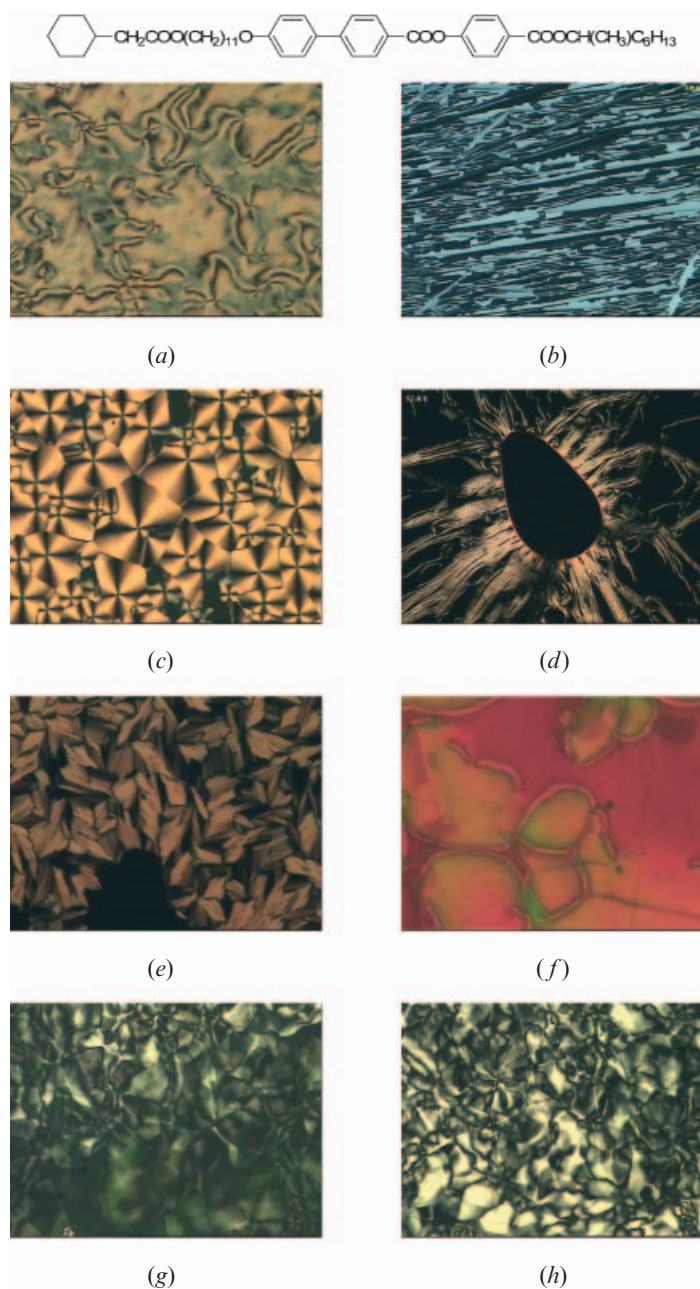 CH₂COO(CH₂)₁₁O COO COOCH(CH₃)C₆H₁₃
(a) (b)
(c) (d)
(e) (f)
(g) (h)